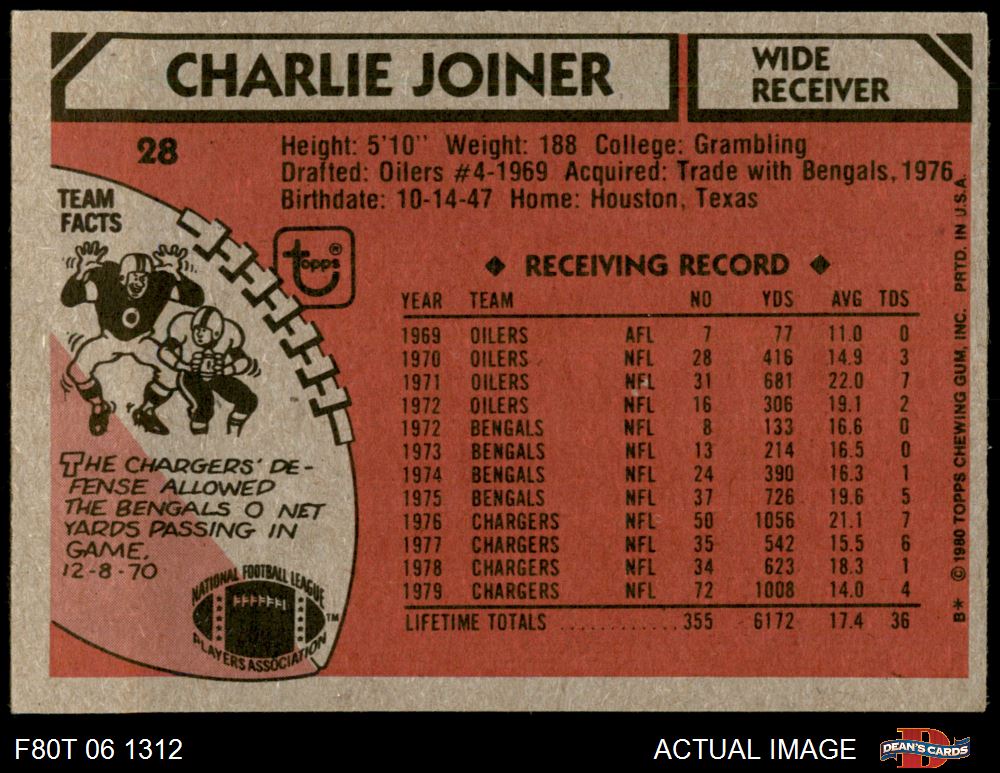 CHARLIE JOINER
WIDE
RECEIVER
28
Height: 5'10" Weight: 188 College: Grambling
Drafted: Oilers #4-1969 Acquired: Trade with Bengals, 1976
Birthdate: 10-14-47 Home: Houston, Texas
TEAM
FACTS
topps®
THE CHARGERS' DE-
FENSE ALLOWED
THE BENGALS 0 NET
YARDS PASSING IN
GAME.
12-8-70
NATIONAL FOOTBALL LEAGUE
PLAYERS ASSOCIATION
TM
◆ RECEIVING RECORD ◆
YEAR TEAM NO YDS AVG TDS
1969 OILERS AFL 7 77 11.0 0
1970 OILERS NFL 28 416 14.9 3
1971 OILERS NFL 31 681 22.0 7
1972 OILERS NFL 16 306 19.1 2
1972 BENGALS NFL 8 133 16.6 0
1973 BENGALS NFL 13 214 16.5 0
1974 BENGALS NFL 24 390 16.3 1
1975 BENGALS NFL 37 726 19.6 5
1976 CHARGERS NFL 50 1056 21.1 7
1977 CHARGERS NFL 35 542 15.5 6
1978 CHARGERS NFL 34 623 18.3 1
1979 CHARGERS NFL 72 1008 14.0 4
LIFETIME TOTALS ............ 355 6172 17.4 36
B* © 1980 TOPPS CHEWING GUM, INC. PRTD. IN U.S.A.
F80T 06 1312
ACTUAL IMAGE
DEAN'S CARDS